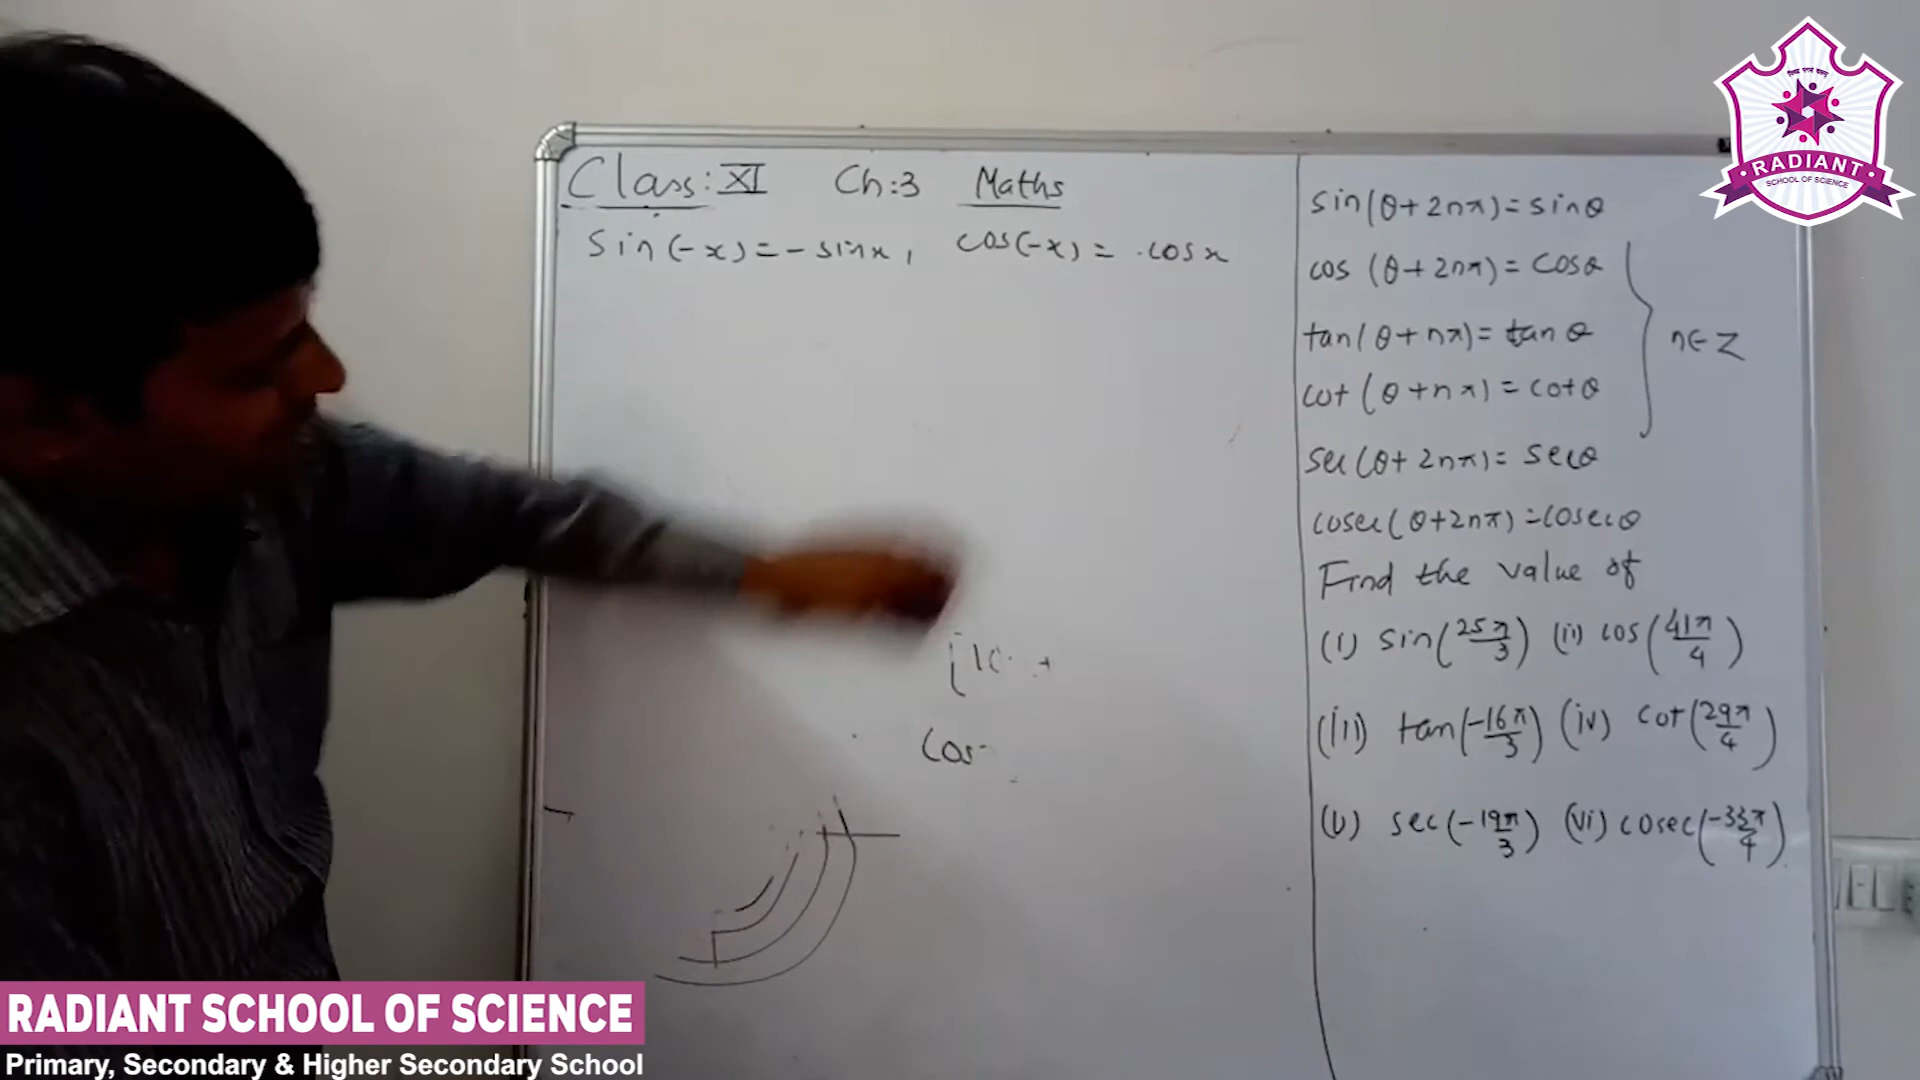 Class: XI Ch:3 Maths
sin(-x) = -sinx, cos(-x) = cosx
cos
sin(θ+2nπ)=sinθ
cos (θ+2nπ)= cosθ
tan(θ+nπ)= tan θ
cot (θ+nπ) = cotθ
n∈Z
sec(θ+2nπ)= secθ
cosec(θ+2nπ)=cosecθ
Find the value of
(i) sin(25π/3) (ii) cos(41π/4)
(iii) tan(-16π/3) (iv) cot(29π/4)
(v) sec(-19π/3) (vi) cosec(-33π/4)
RADIANT
SCHOOL OF SCIENCE
RADIANT SCHOOL OF SCIENCE
Primary, Secondary & Higher Secondary School